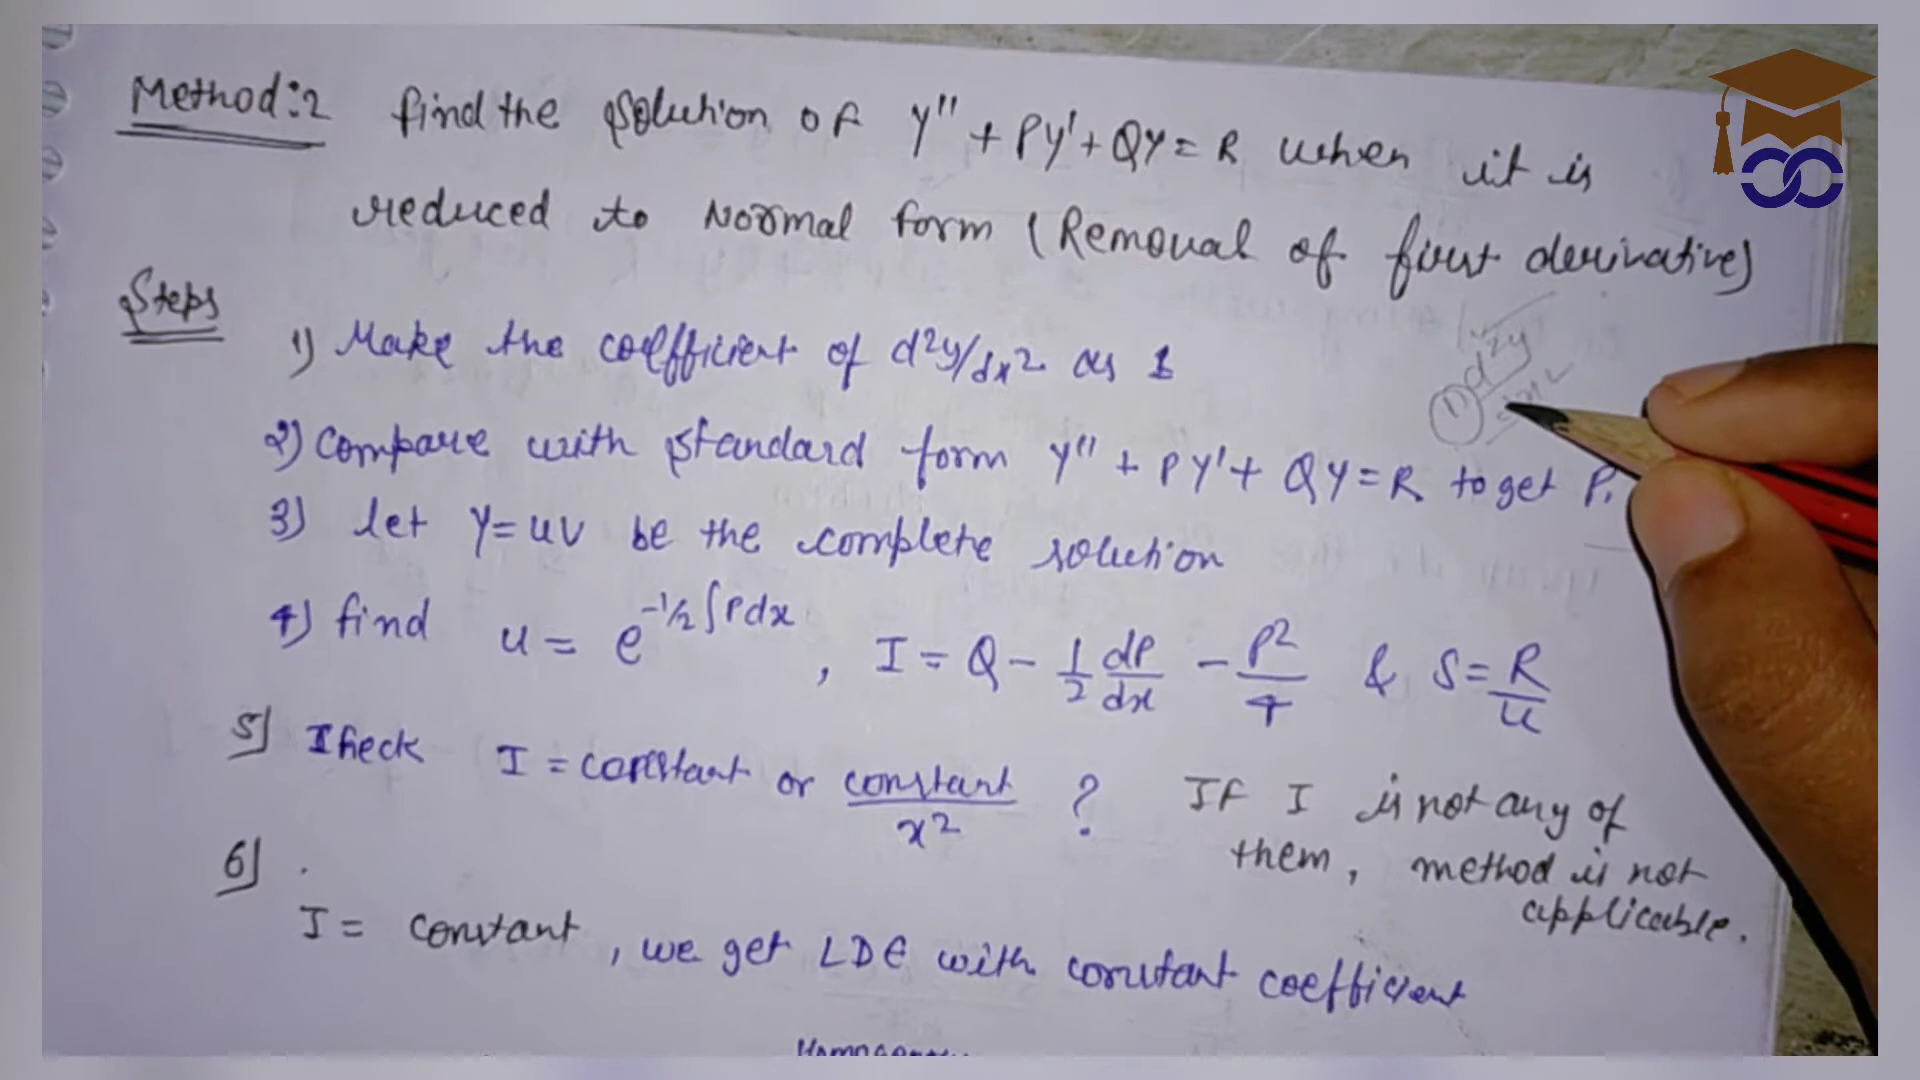 Method:2 find the solution of y'' + Py' + Qy = R when it is
reduced to Normal form (Removal of first derivative)
Steps
1) Make the coefficient of d²y/dx² as 1
1) d²y
2) Compare with standard form y'' + Py' + Qy = R to get P,
3) let y = uv be the complete solution
4) find u = e^{-1/2 ∫Pdx} , I = Q - 1/2 dP/dx - P²/4 & S = R/u
5) Check I = constant or constant/x² ? If I is not any of
them, method is not
applicable.
6) .
I = constant, we get LDE with constant coefficient